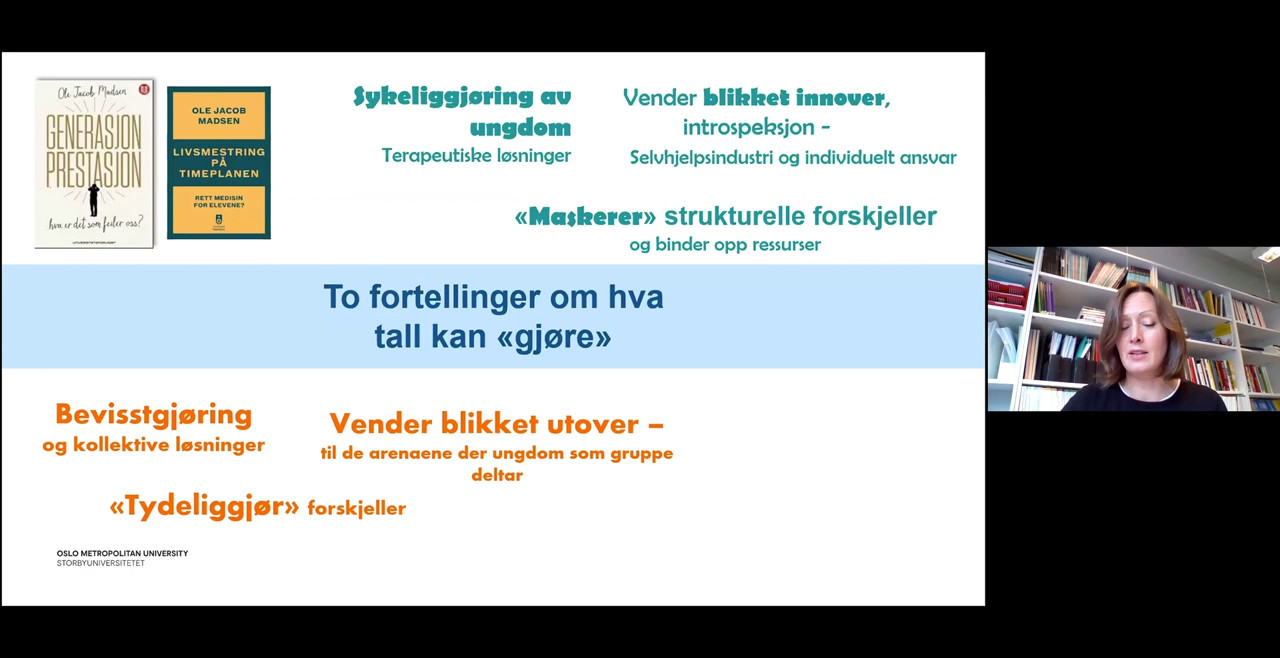 Ole Jacob Madsen
GENERASJON
PRESTASJON
hva er det som feiler oss?
UNIVERSITETSFORLAGET
OLE JACOB
MADSEN
LIVSMESTRING
PÅ
TIMEPLANEN
RETT MEDISIN
FOR ELEVENE?
Sykeliggjøring av
ungdom
Terapeutiske løsninger
Vender blikket innover,
introspeksjon -
Selvhjelpsindustri og individuelt ansvar
«Maskerer» strukturelle forskjeller
og binder opp ressurser
To fortellinger om hva
tall kan «gjøre»
Bevisstgjøring
og kollektive løsninger
Vender blikket utover –
til de arenaene der ungdom som gruppe
deltar
«Tydeliggjør» forskjeller
OSLO METROPOLITAN UNIVERSITY
STORBYUNIVERSITETET